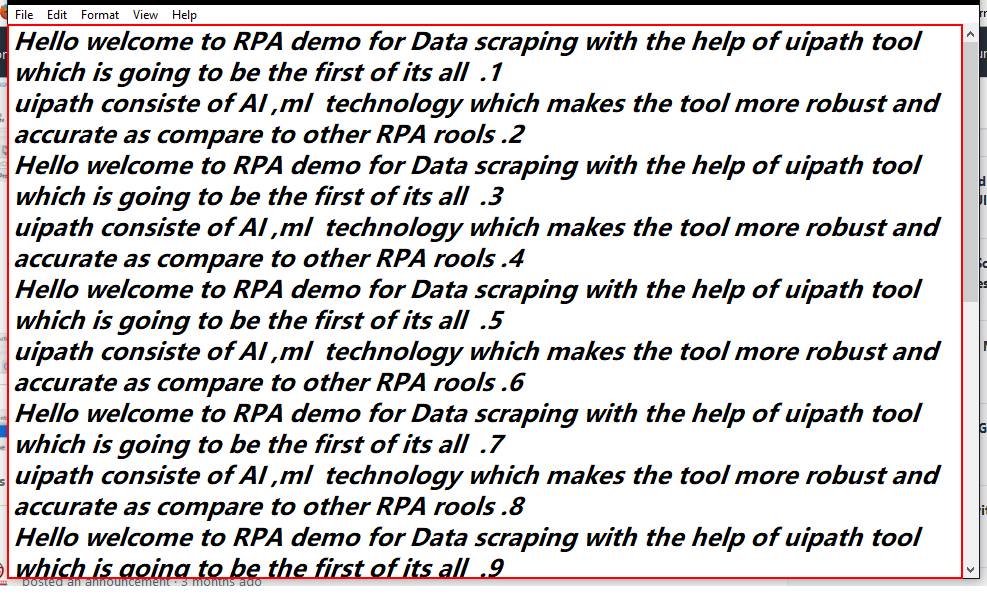 File Edit Format View Help
Hello welcome to RPA demo for Data scraping with the help of uipath tool
which is going to be the first of its all  .1
uipath consiste of AI ,ml  technology which makes the tool more robust and
accurate as compare to other RPA rools .2
Hello welcome to RPA demo for Data scraping with the help of uipath tool
which is going to be the first of its all  .3
uipath consiste of AI ,ml  technology which makes the tool more robust and
accurate as compare to other RPA rools .4
Hello welcome to RPA demo for Data scraping with the help of uipath tool
which is going to be the first of its all  .5
uipath consiste of AI ,ml  technology which makes the tool more robust and
accurate as compare to other RPA rools .6
Hello welcome to RPA demo for Data scraping with the help of uipath tool
which is going to be the first of its all  .7
uipath consiste of AI ,ml  technology which makes the tool more robust and
accurate as compare to other RPA rools .8
Hello welcome to RPA demo for Data scraping with the help of uipath tool
which is going to be the first of its all  .9
posted an announcement · 3 months ago